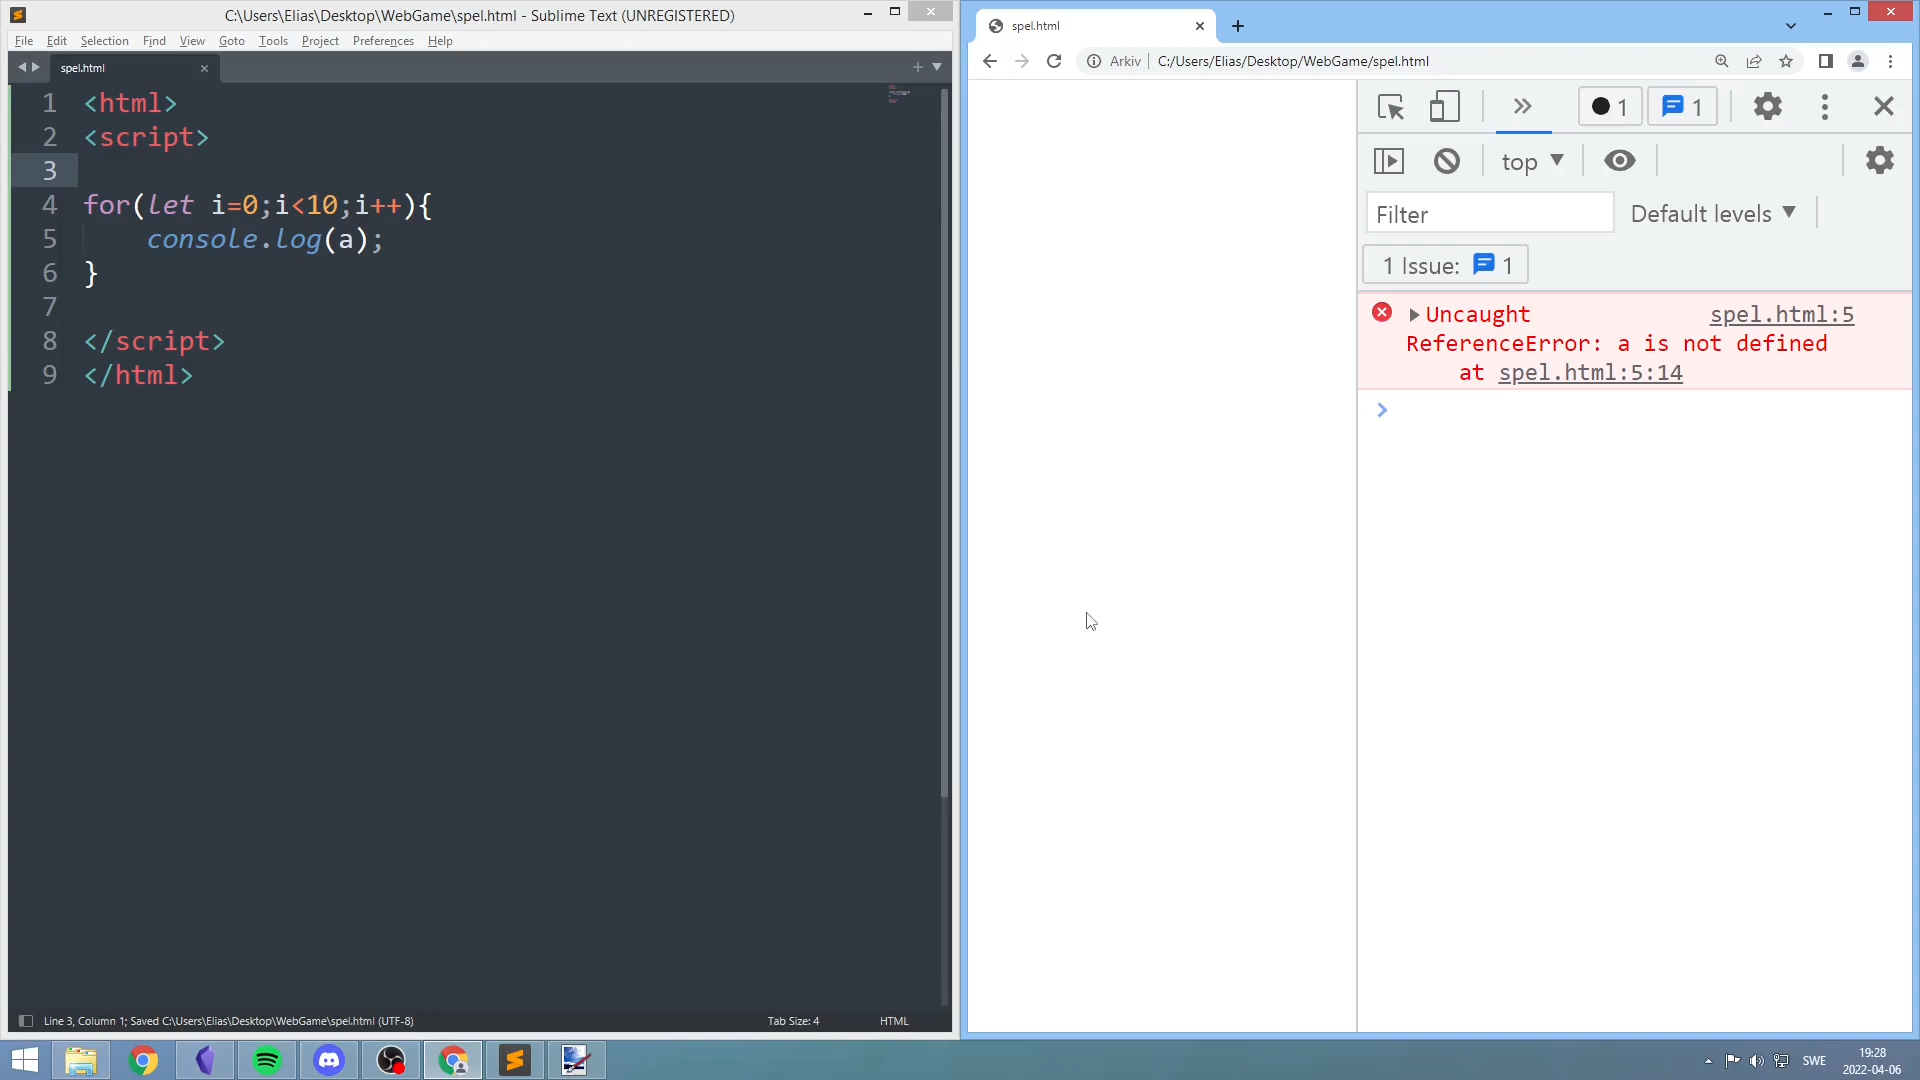 C:\Users\Elias\Desktop\WebGame\spel.html - Sublime Text (UNREGISTERED)
File Edit Selection Find View Goto Tools Project Preferences Help
spel.html
1 <html>
2 <script>
3
4 for(let i=0;i<10;i++){
5 console.log(a);
6 }
7
8 </script>
9 </html>
Line 3, Column 1; Saved C:\Users\Elias\Desktop\WebGame\spel.html (UTF-8) Tab Size: 4 HTML
spel.html
Arkiv C:/Users/Elias/Desktop/WebGame/spel.html
1 1
top
Filter Default levels
1 Issue: 1
Uncaught spel.html:5
ReferenceError: a is not defined
at spel.html:5:14
SWE 19:28
2022-04-06